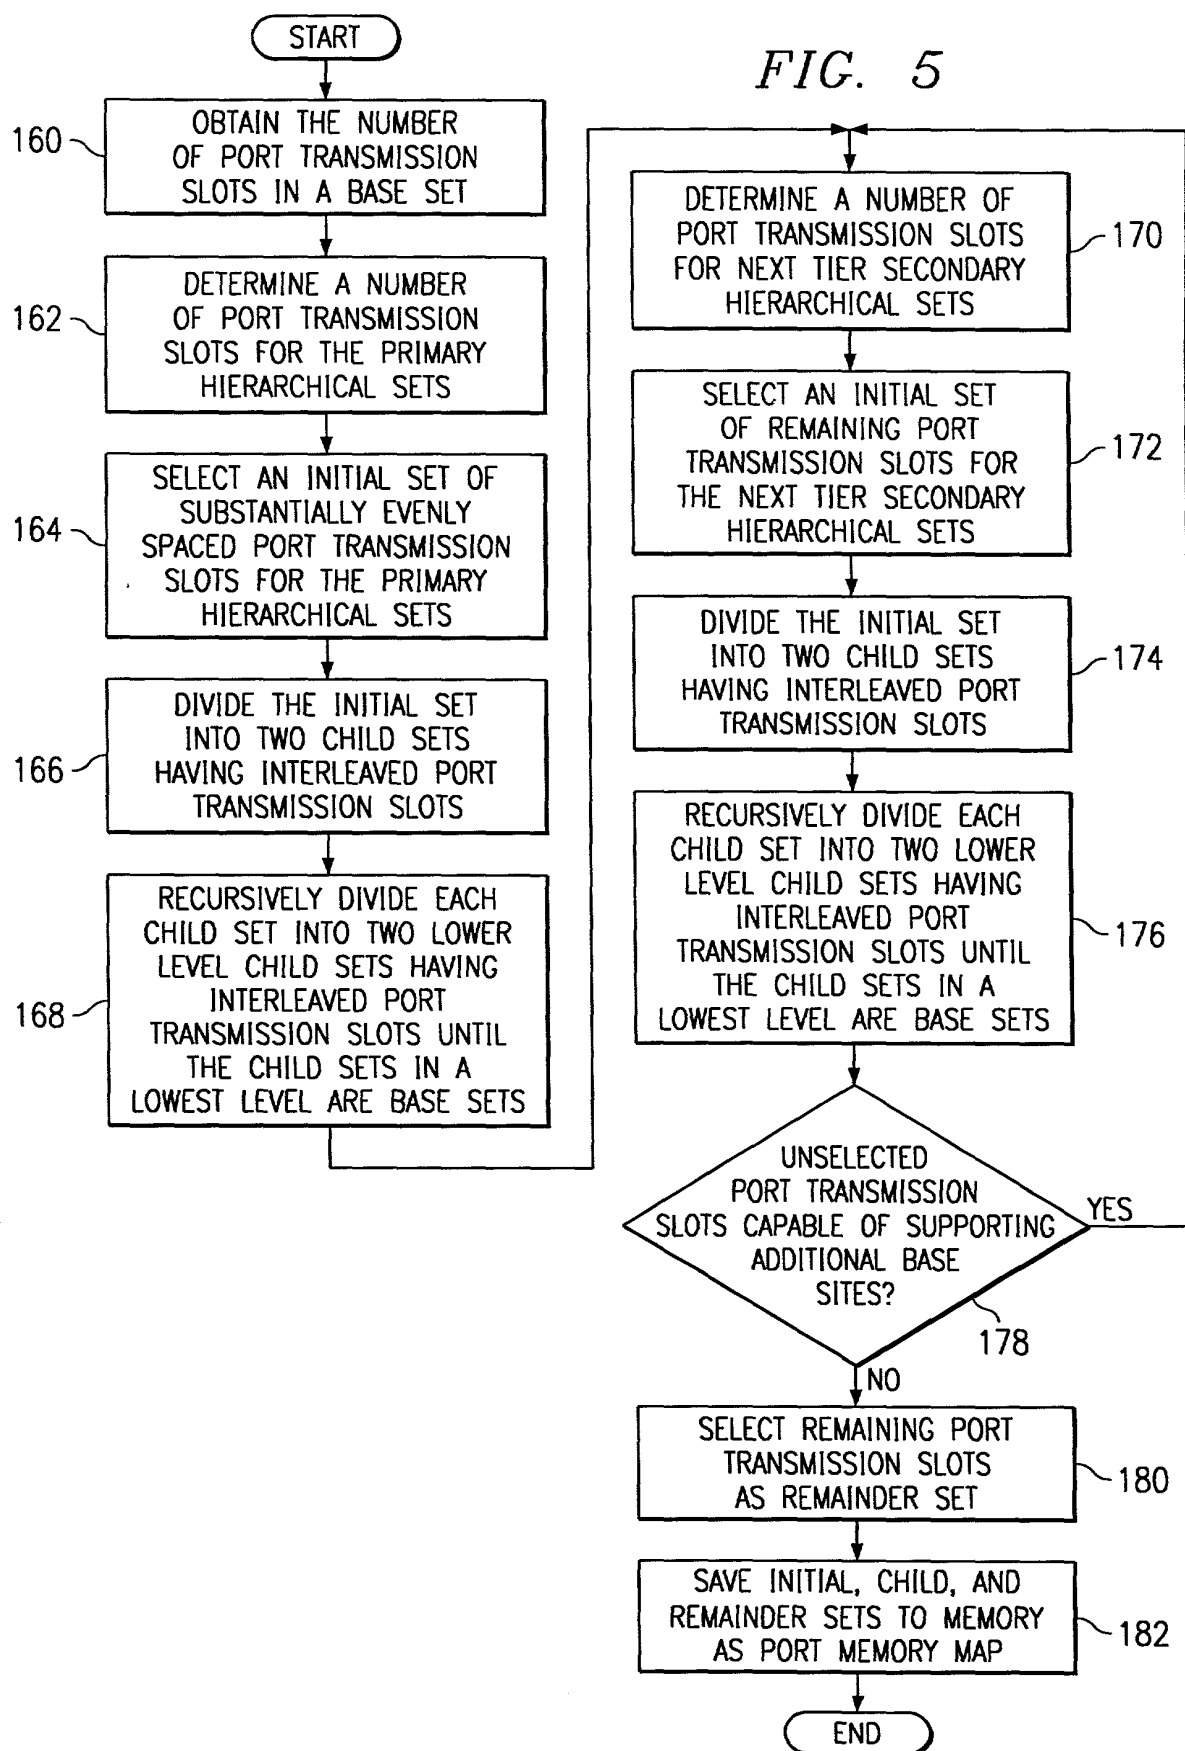 FIG. 5
START
160
OBTAIN THE NUMBER
OF PORT TRANSMISSION
SLOTS IN A BASE SET
162
DETERMINE A NUMBER
OF PORT TRANSMISSION
SLOTS FOR THE PRIMARY
HIERARCHICAL SETS
164
SELECT AN INITIAL SET OF
SUBSTANTIALLY EVENLY
SPACED PORT TRANSMISSION
SLOTS FOR THE PRIMARY
HIERARCHICAL SETS
166
DIVIDE THE INITIAL SET
INTO TWO CHILD SETS
HAVING INTERLEAVED PORT
TRANSMISSION SLOTS
168
RECURSIVELY DIVIDE EACH
CHILD SET INTO TWO LOWER
LEVEL CHILD SETS HAVING
INTERLEAVED PORT
TRANSMISSION SLOTS UNTIL
THE CHILD SETS IN A
LOWEST LEVEL ARE BASE SETS
DETERMINE A NUMBER OF
PORT TRANSMISSION SLOTS
FOR NEXT TIER SECONDARY
HIERARCHICAL SETS
170
SELECT AN INITIAL SET
OF REMAINING PORT
TRANSMISSION SLOTS FOR
THE NEXT TIER SECONDARY
HIERARCHICAL SETS
172
DIVIDE THE INITIAL SET
INTO TWO CHILD SETS
HAVING INTERLEAVED PORT
TRANSMISSION SLOTS
174
RECURSIVELY DIVIDE EACH
CHILD SET INTO TWO LOWER
LEVEL CHILD SETS HAVING
INTERLEAVED PORT
TRANSMISSION SLOTS UNTIL
THE CHILD SETS IN A
LOWEST LEVEL ARE BASE SETS
176
UNSELECTED
PORT TRANSMISSION
SLOTS CAPABLE OF SUPPORTING
ADDITIONAL BASE
SITES?
YES
178
NO
SELECT REMAINING PORT
TRANSMISSION SLOTS
AS REMAINDER SET
180
SAVE INITIAL, CHILD, AND
REMAINDER SETS TO MEMORY
AS PORT MEMORY MAP
182
END